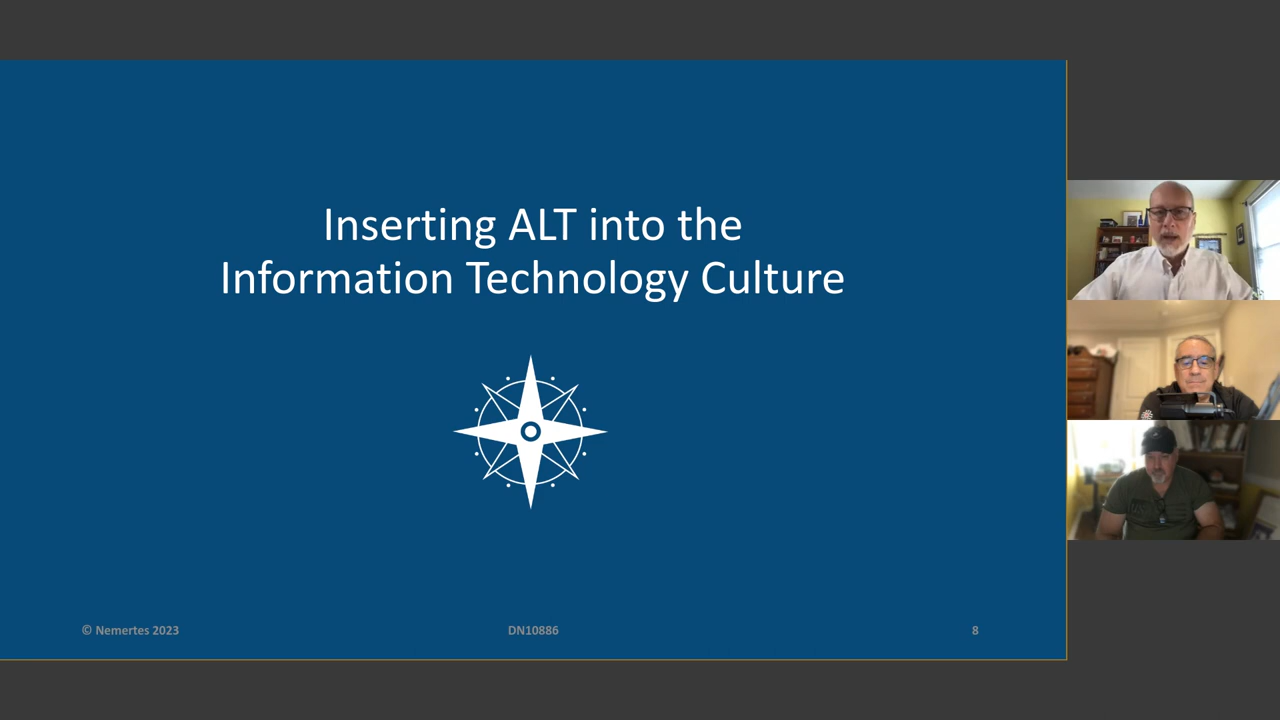 Inserting ALT into the
Information Technology Culture
© Nemertes 2023
DN10886
8